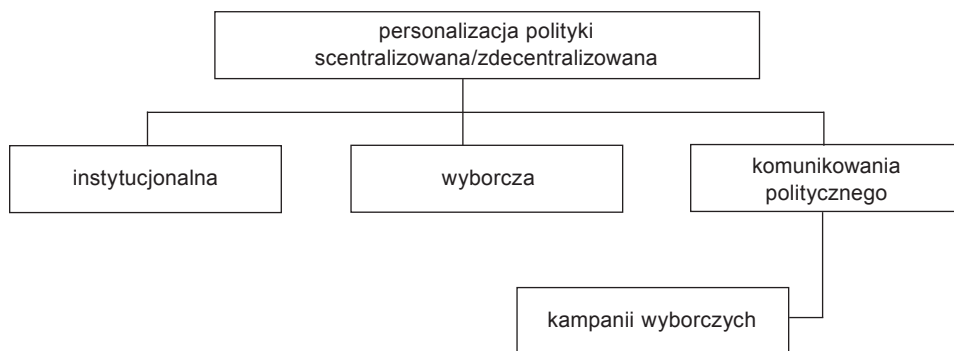 personalizacja polityki
scentralizowana/zdecentralizowana
instytucjonalna
wyborcza
komunikowania
politycznego
kampanii wyborczych